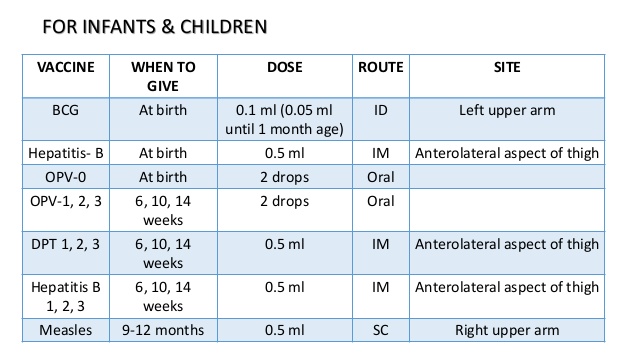 FOR INFANTS & CHILDREN
VACCINE WHEN TO GIVE DOSE ROUTE SITE
BCG At birth 0.1 ml (0.05 ml until 1 month age) ID Left upper arm
Hepatitis- B At birth 0.5 ml IM Anterolateral aspect of thigh
OPV-0 At birth 2 drops Oral
OPV-1, 2, 3 6, 10, 14 weeks 2 drops Oral
DPT 1, 2, 3 6, 10, 14 weeks 0.5 ml IM Anterolateral aspect of thigh
Hepatitis B 1, 2, 3 6, 10, 14 weeks 0.5 ml IM Anterolateral aspect of thigh
Measles 9-12 months 0.5 ml SC Right upper arm